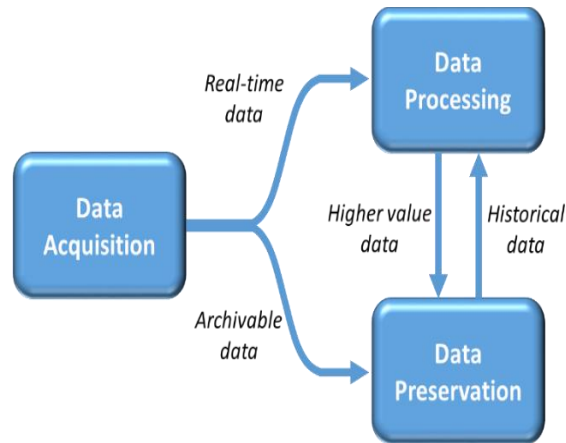 Data
Acquisition
Real-time
data
Archivable
data
Data
Processing
Higher value
data
Historical
data
Data
Preservation